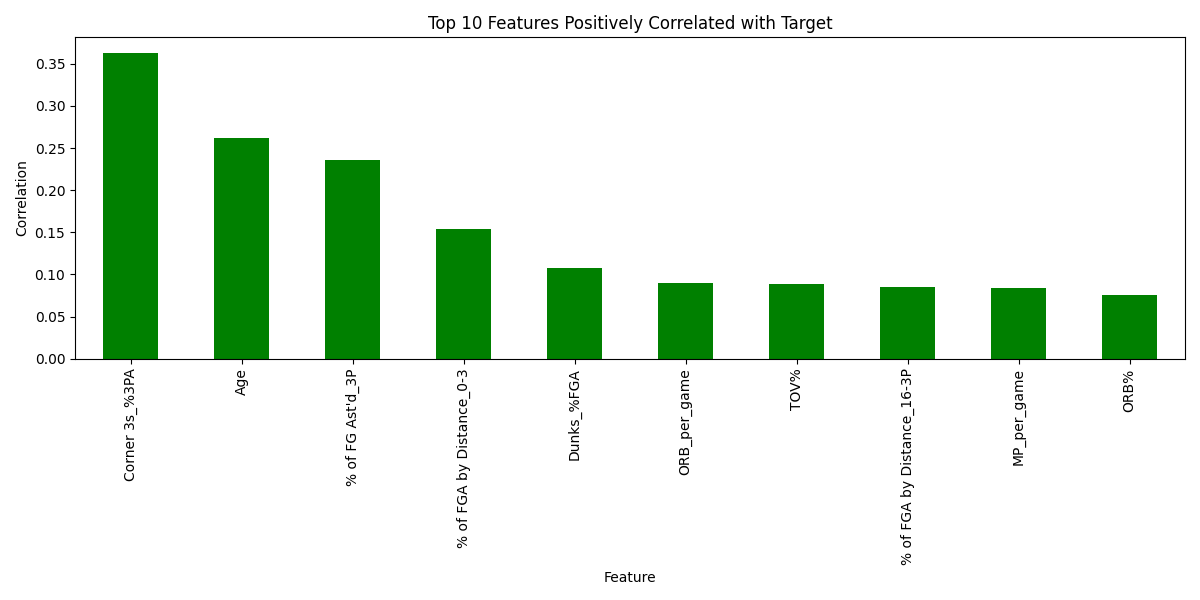 Top 10 Features Positively Correlated with Target
Correlation
0.35
0.30
0.25
0.20
0.15
0.10
0.05
0.00
Corner 3s_%3PA
Age
% of FG Ast'd_3P
% of FGA by Distance_0-3
Dunks_%FGA
ORB_per_game
TOV%
% of FGA by Distance_16-3P
MP_per_game
ORB%
Feature